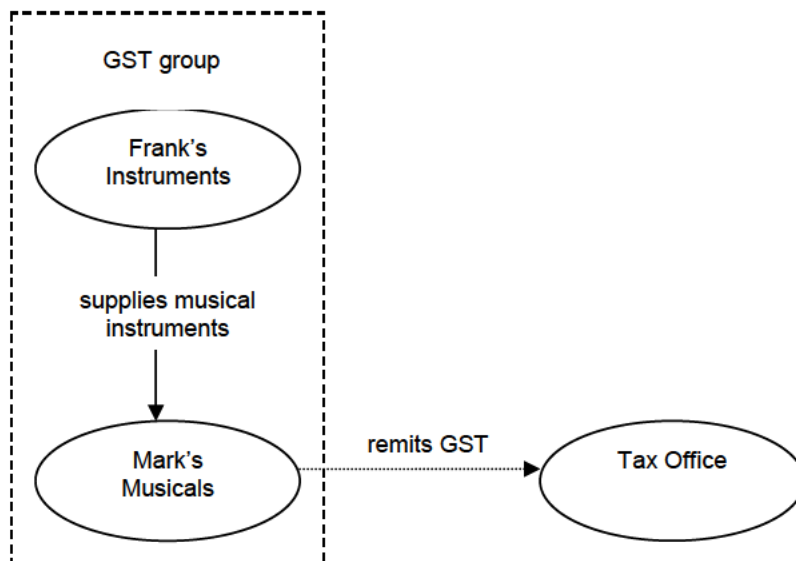 GST group
Frank’s
Instruments
supplies musical
instruments
Mark’s
Musicals
remits GST
Tax Office